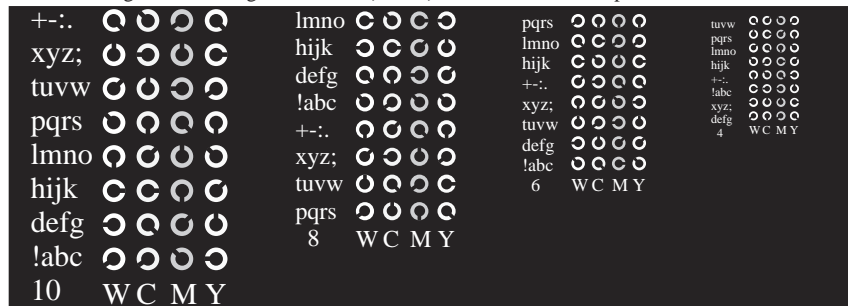 +-:.
xyz;
tuvw
pqrs
lmno
hijk
defg
!abc
10 W C M Y
lmno
hijk
defg
!abc
+-:.
xyz;
tuvw
pqrs
8 W C M Y
pqrs
lmno
hijk
+-:.
xyz;
tuvw
defg
!abc
6 W C M Y
tuvw
pqrs
lmno
hijk
+-:.
!abc
xyz;
defg
4 W C M Y